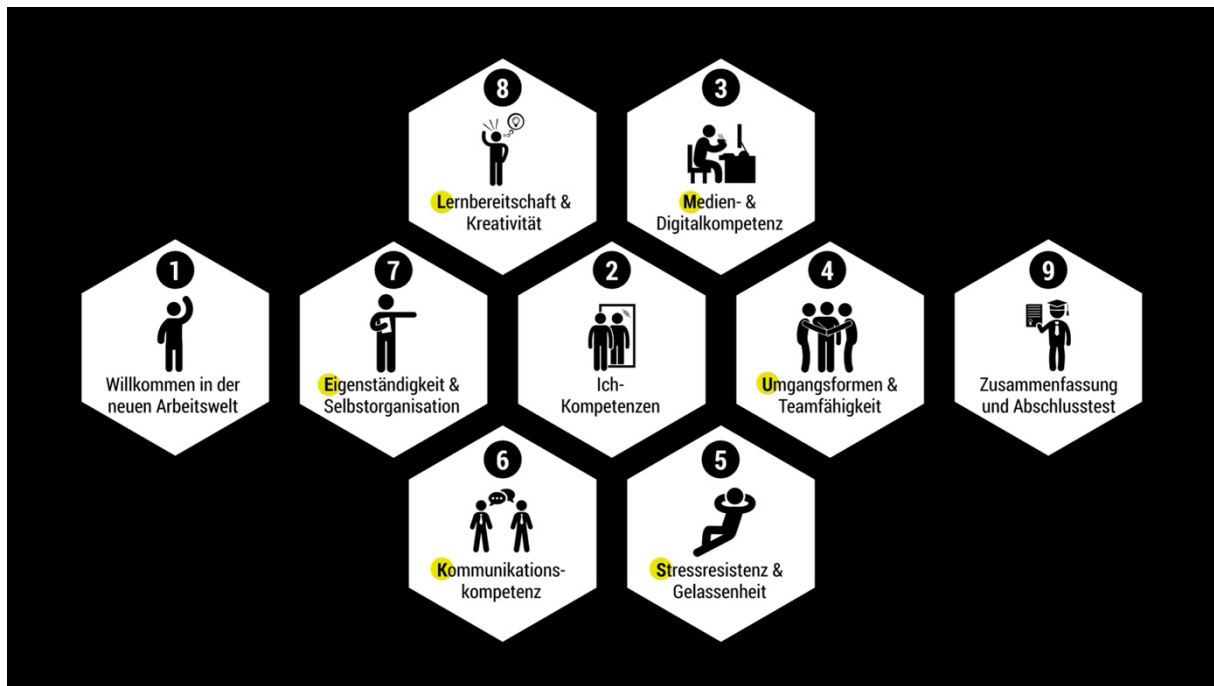 8
Lernbereitschaft &
Kreativität
3
Medien- &
Digitalkompetenz
1
Willkommen in der
neuen Arbeitswelt
7
Eigenständigkeit &
Selbstorganisation
2
Ich-
Kompetenzen
4
Umgangsformen &
Teamfähigkeit
9
Zusammenfassung
und Abschlusstest
6
Kommunikations-
kompetenz
5
Stressresistenz &
Gelassenheit